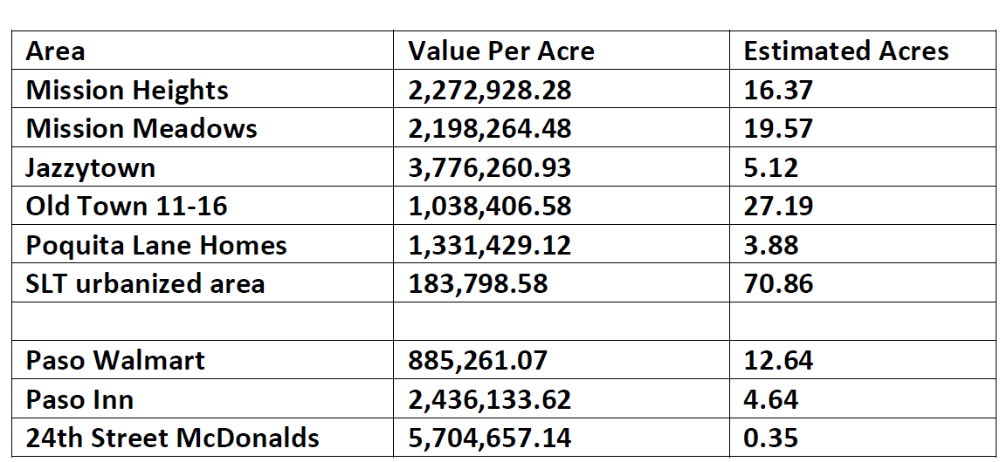 Area Value Per Acre Estimated Acres
Mission Heights 2,272,928.28 16.37
Mission Meadows 2,198,264.48 19.57
Jazzytown 3,776,260.93 5.12
Old Town 11-16 1,038,406.58 27.19
Poquita Lane Homes 1,331,429.12 3.88
SLT urbanized area 183,798.58 70.86
Paso Walmart 885,261.07 12.64
Paso Inn 2,436,133.62 4.64
24th Street McDonalds 5,704,657.14 0.35